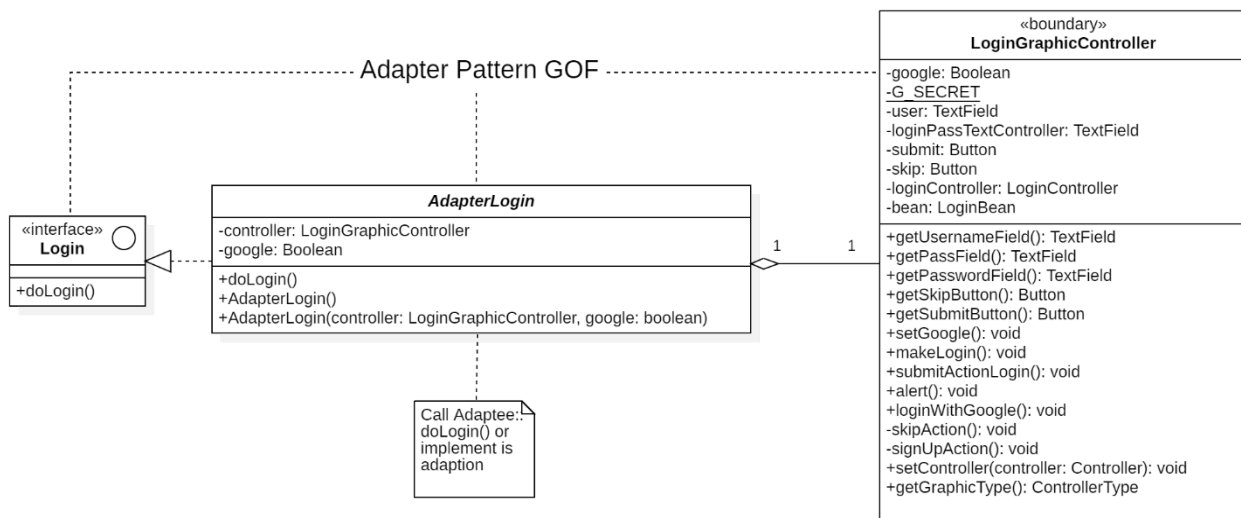 Adapter Pattern GOF
«interface»
Login
+doLogin()
AdapterLogin
-controller: LoginGraphicController
-google: Boolean
+doLogin()
+AdapterLogin()
+AdapterLogin(controller: LoginGraphicController, google: boolean)
Call Adaptee::
doLogin() or
implement is
adaption
1
1
«boundary»
LoginGraphicController
-google: Boolean
-G_SECRET
-user: TextField
-loginPassTextController: TextField
-submit: Button
-skip: Button
-loginController: LoginController
-bean: LoginBean
+getUsernameField(): TextField
+getPassField(): TextField
+getPasswordField(): TextField
+getSkipButton(): Button
+getSubmitButton(): Button
+setGoogle(): void
+makeLogin(): void
+submitActionLogin(): void
+alert(): void
+loginWithGoogle(): void
-skipAction(): void
-signUpAction(): void
+setController(controller: Controller): void
+getGraphicType(): ControllerType